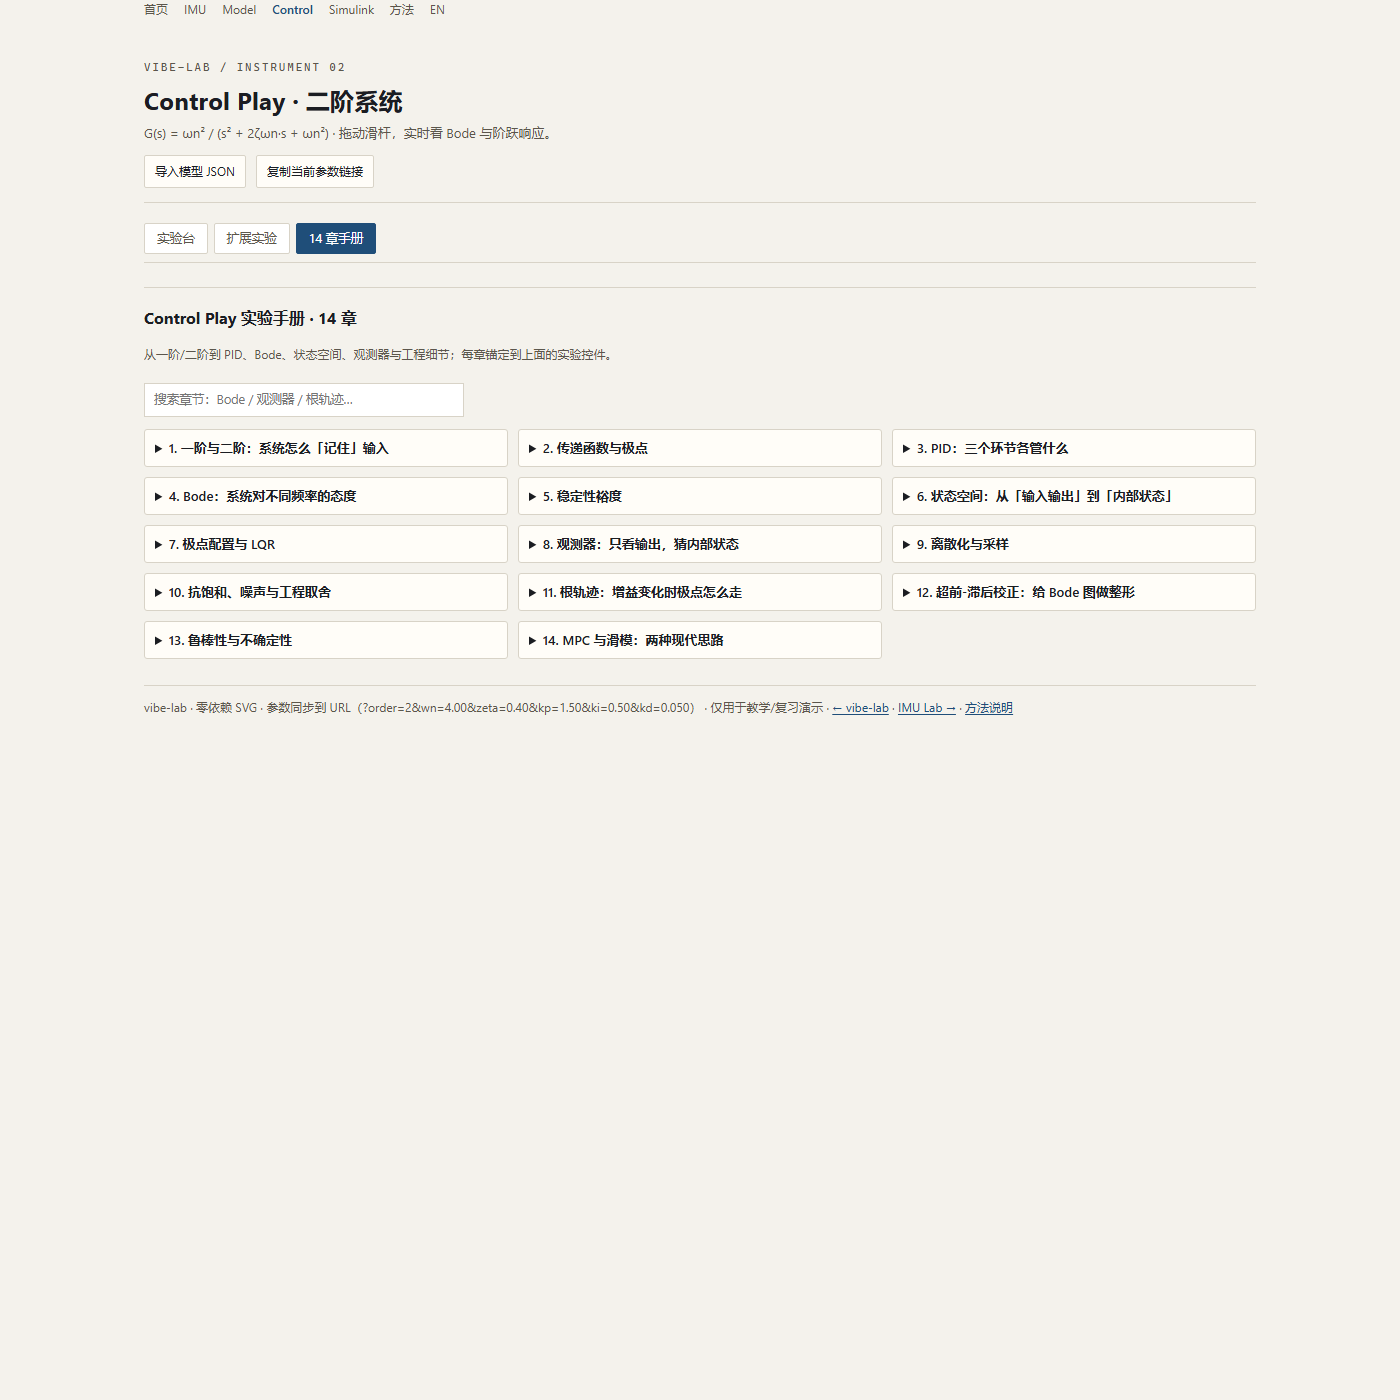 首页 IMU Model Control Simulink 方法 EN
VIBE-LAB / INSTRUMENT 02
Control Play · 二阶系统
G(s) = ωn² / (s² + 2ζωn·s + ωn²) · 拖动滑杆，实时看 Bode 与阶跃响应。
导入模型 JSON 复制当前参数链接
实验台 扩展实验 14 章手册
Control Play 实验手册 · 14 章
从一阶/二阶到 PID、Bode、状态空间、观测器与工程细节；每章锚定到上面的实验控件。
搜索章节：Bode / 观测器 / 根轨迹…
▶ 1. 一阶与二阶：系统怎么「记住」输入 ▶ 2. 传递函数与极点 ▶ 3. PID：三个环节各管什么
▶ 4. Bode：系统对不同频率的态度 ▶ 5. 稳定性裕度 ▶ 6. 状态空间：从「输入输出」到「内部状态」
▶ 7. 极点配置与 LQR ▶ 8. 观测器：只看输出，猜内部状态 ▶ 9. 离散化与采样
▶ 10. 抗饱和、噪声与工程取舍 ▶ 11. 根轨迹：增益变化时极点怎么走 ▶ 12. 超前-滞后校正：给 Bode 图做整形
▶ 13. 鲁棒性与不确定性 ▶ 14. MPC 与滑模：两种现代思路
vibe-lab · 零依赖 SVG · 参数同步到 URL（?order=2&wn=4.00&zeta=0.40&kp=1.50&ki=0.50&kd=0.050） · 仅用于教学/复习演示 · ← vibe-lab · IMU Lab → · 方法说明